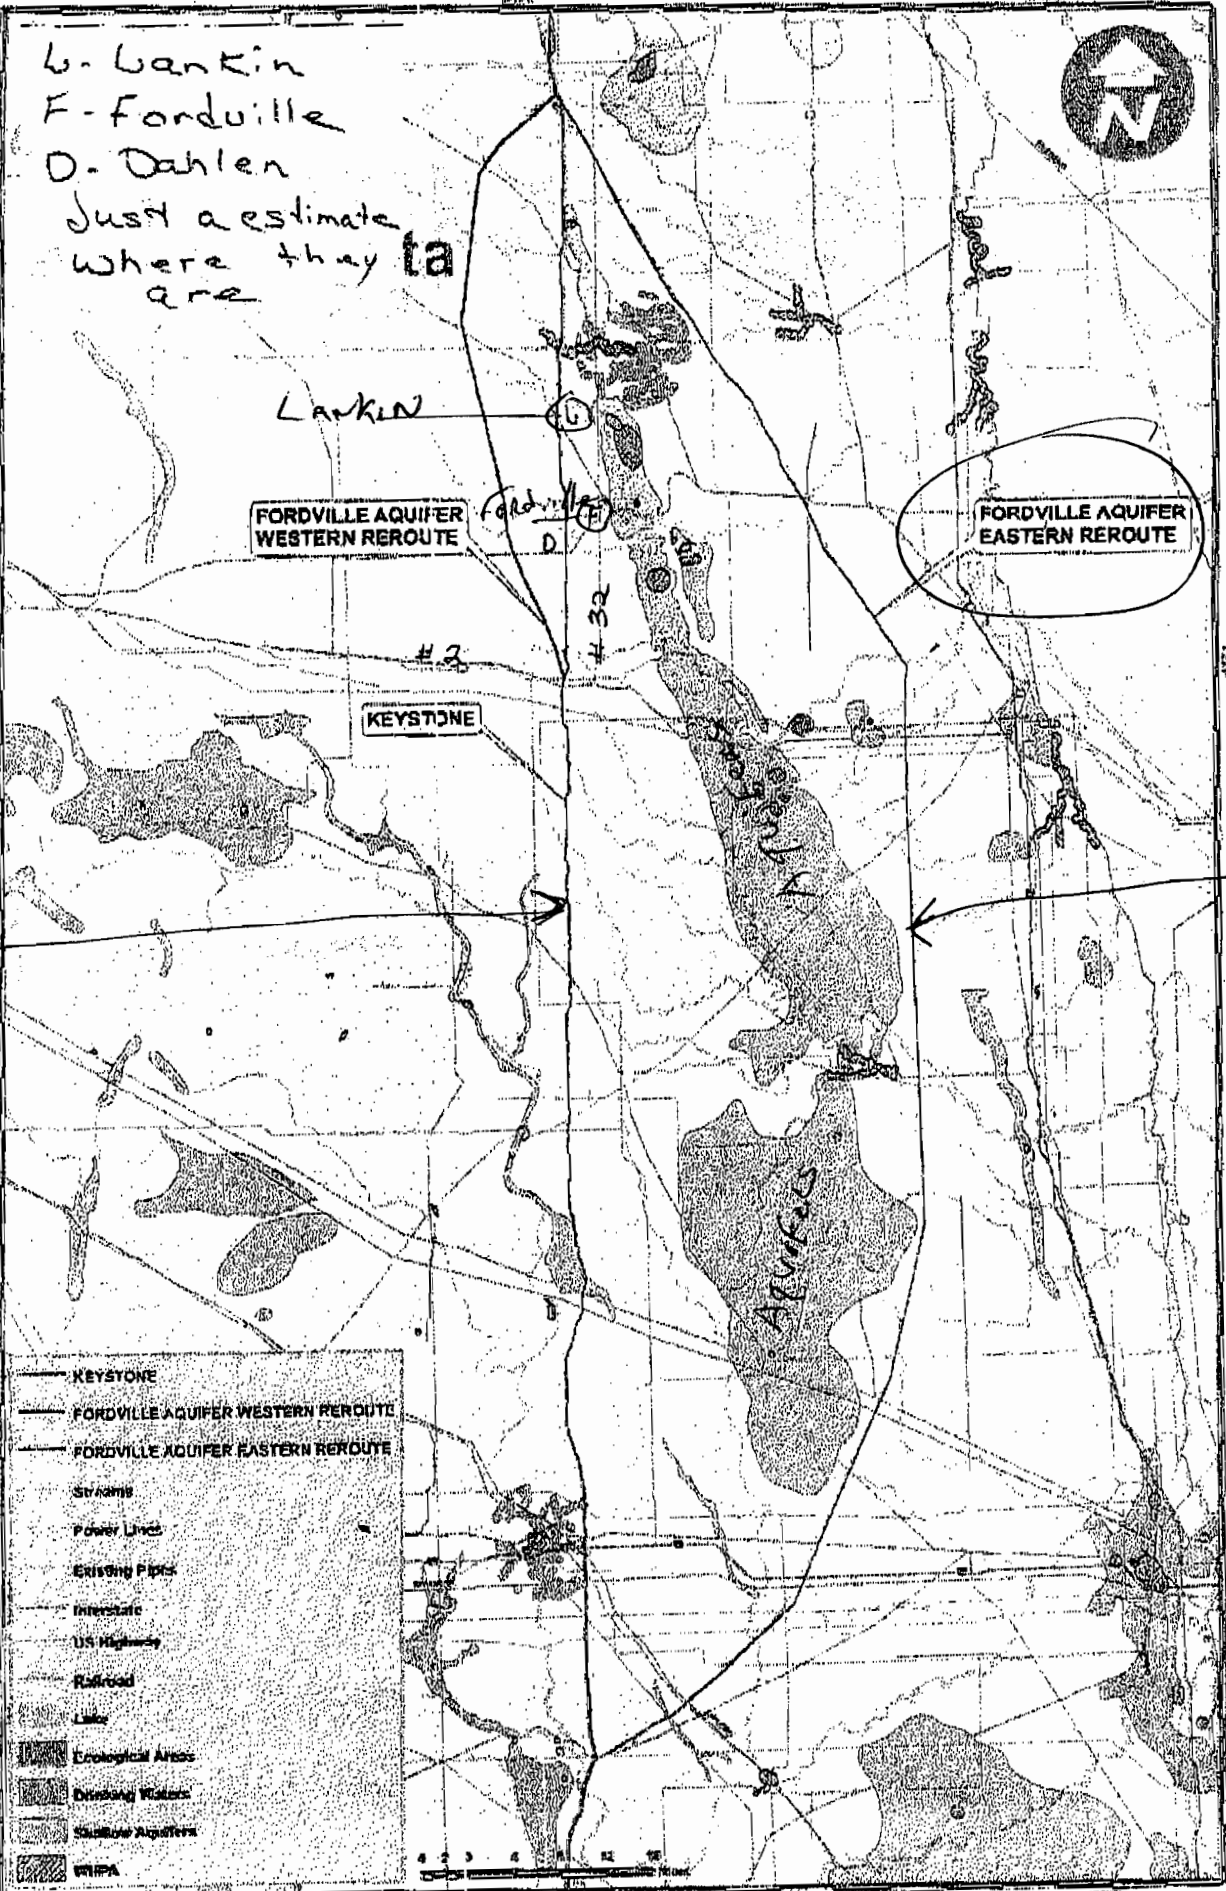 L- Lankin
F- Fordville
D- Dahlen
Just a estimate
where they
are
ta
N
LANKIN
L
FORDVILLE AQUIFER
WESTERN REROUTE
Fordville
F
D
FORDVILLE AQUIFER
EASTERN REROUTE
# 32
# 2
KEYSTONE
Aquifers
KEYSTONE
FORDVILLE AQUIFER WESTERN REROUTE
FORDVILLE AQUIFER EASTERN REROUTE
Streams
Power Lines
Existing Pipes
Interstate
US Highway
Railroad
Lake
Ecological Areas
Drinking Waters
Shallow Aquifers
WHPA